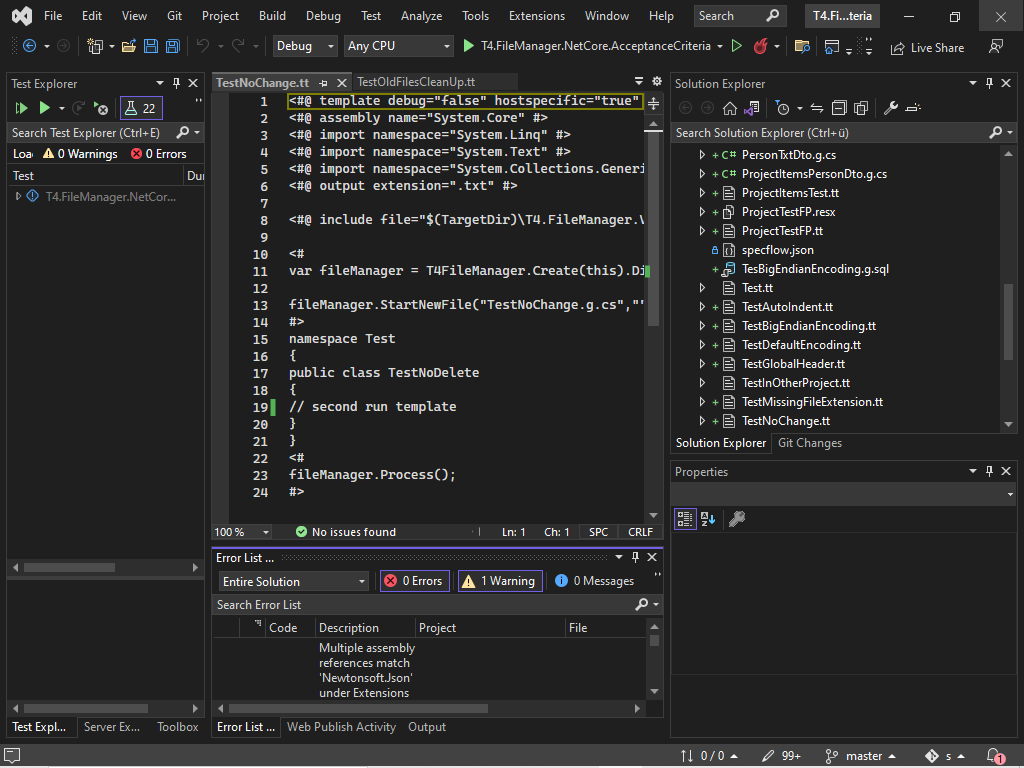 File Edit View Git Project Build Debug Test Analyze Tools Extensions Window Help Search T4.Fi...teria
Debug Any CPU T4.FileManager.NetCore.AcceptanceCriteria Live Share
Test Explorer
22
Search Test Explorer (Ctrl+E)
Loa 0 Warnings 0 Errors
Test Dur
T4.FileManager.NetCor...
TestNoChange.tt TestOldFilesCleanUp.tt
1 <#@ template debug="false" hostspecific="true"
2 <#@ assembly name="System.Core" #>
3 <#@ import namespace="System.Linq" #>
4 <#@ import namespace="System.Text" #>
5 <#@ import namespace="System.Collections.Generi
6 <#@ output extension=".txt" #>
7
8 <#@ include file="$(TargetDir)\T4.FileManager.V
9
10 <#
11 var fileManager = T4FileManager.Create(this).Di
12
13 fileManager.StartNewFile("TestNoChange.g.cs",""
14 #>
15 namespace Test
16 {
17 public class TestNoDelete
18 {
19 // second run template
20 }
21 }
22 <#
23 fileManager.Process();
24 #>
100 % No issues found Ln: 1 Ch: 1 SPC CRLF
Error List ...
Entire Solution 0 Errors 1 Warning 0 Messages
Search Error List
Code Description Project File
Multiple assembly
references match
'Newtonsoft.Json'
under Extensions
Test Expl... Server Ex... Toolbox
Error List ... Web Publish Activity Output
Solution Explorer
Search Solution Explorer (Ctrl+ü)
C# PersonTxtDto.g.cs
C# ProjectItemsPersonDto.g.cs
ProjectItemsTest.tt
ProjectTestFP.resx
ProjectTestFP.tt
specflow.json
TesBigEndianEncoding.g.sql
Test.tt
TestAutoIndent.tt
TestBigEndianEncoding.tt
TestDefaultEncoding.tt
TestGlobalHeader.tt
TestInOtherProject.tt
TestMissingFileExtension.tt
TestNoChange.tt
Solution Explorer Git Changes
Properties
0 / 0 99+ master s 1